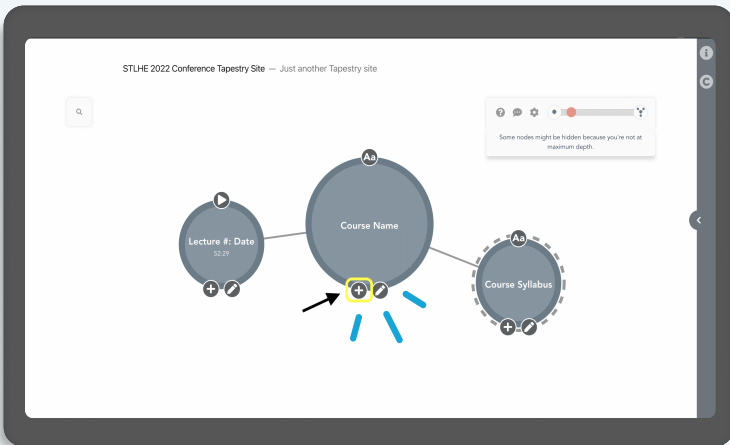 STLHE 2022 Conference Tapestry Site — Just another Tapestry site
Some nodes might be hidden because you're not at
maximum depth.
Aa
Course Name
Lecture #: Date
52:29
Aa
Course Syllabus